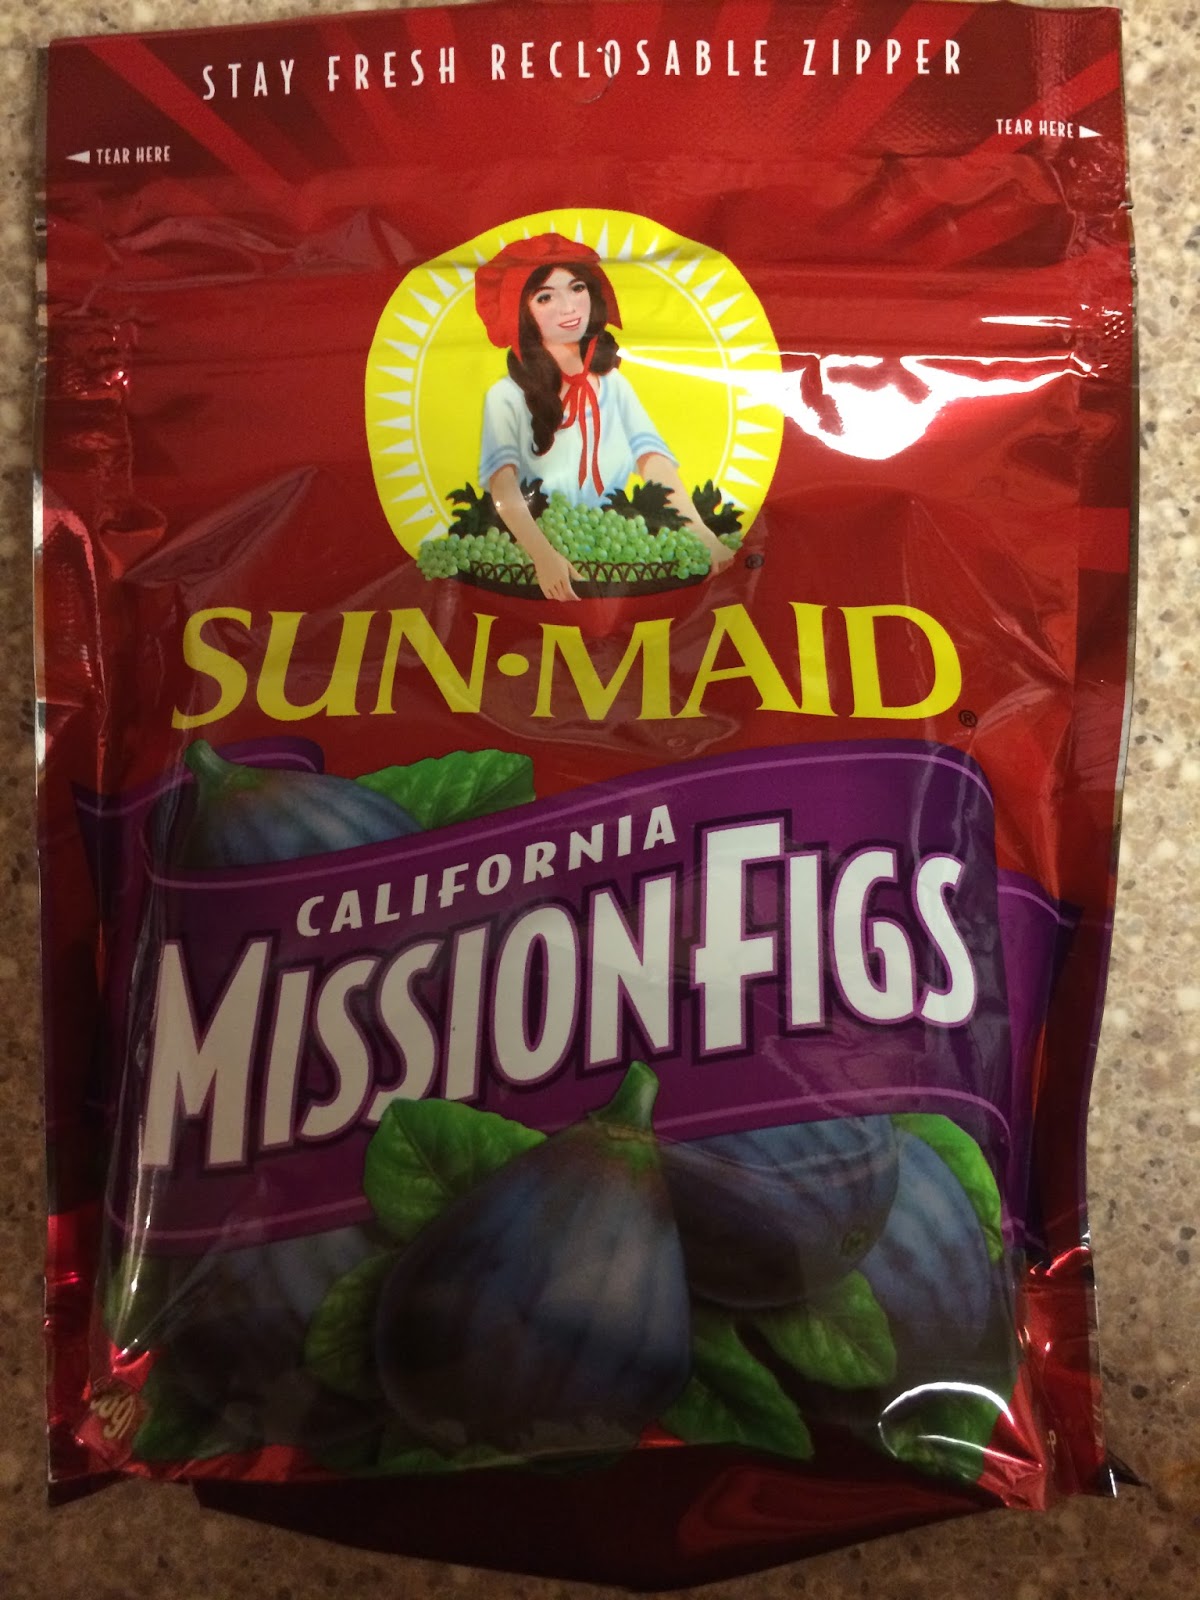 STAY FRESH RECLOSABLE ZIPPER
TEAR HERE
TEAR HERE
®
SUN•MAID®
CALIFORNIA
MISSION FIGS